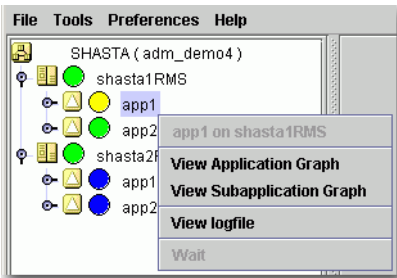 File Tools Preferences Help
SHASTA ( adm_demo4 )
shasta1RMS
app1
app2
app1 on shasta1RMS
View Application Graph
shasta2
View Subapplication Graph
app1
View logfile
app2
Wait